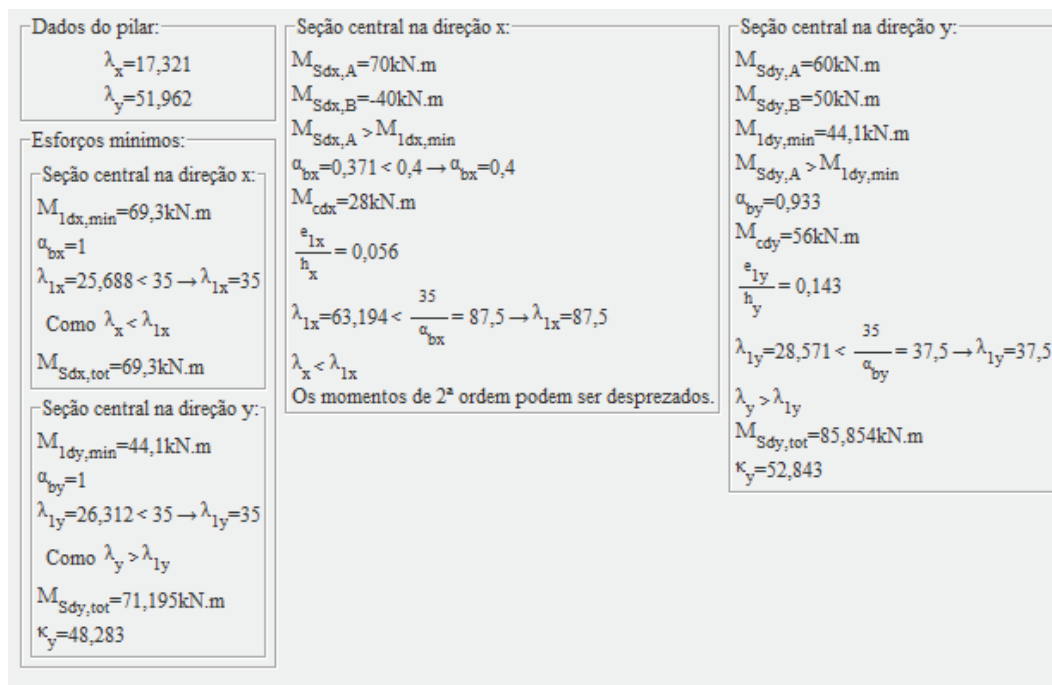 Dados do pilar:
λx=17,321
λy=51,962
Esforços mínimos:
Seção central na direção x:
M1dx,min=69,3kN.m
αbx=1
λ1x=25,688 < 35 → λ1x=35
Como λx < λ1x
MSdx,tot=69,3kN.m
Seção central na direção y:
M1dy,min=44,1kN.m
αby=1
λ1y=26,312 < 35 → λ1y=35
Como λy > λ1y
MSdy,tot=71,195kN.m
κy=48,283
Seção central na direção x:
MSdx,A=70kN.m
MSdx,B=-40kN.m
MSdx,A > M1dx,min
αbx=0,371 < 0,4 → αbx=0,4
Mcdx=28kN.m
e1x/hx = 0,056
λ1x=63,194 < 35/αbx = 87,5 → λ1x=87,5
λx < λ1x
Os momentos de 2ª ordem podem ser desprezados.
Seção central na direção y:
MSdy,A=60kN.m
MSdy,B=50kN.m
M1dy,min=44,1kN.m
MSdy,A > M1dy,min
αby=0,933
Mcdy=56kN.m
e1y/hy = 0,143
λ1y=28,571 < 35/αby = 37,5 → λ1y=37,5
λy > λ1y
MSdy,tot=85,854kN.m
κy=52,843